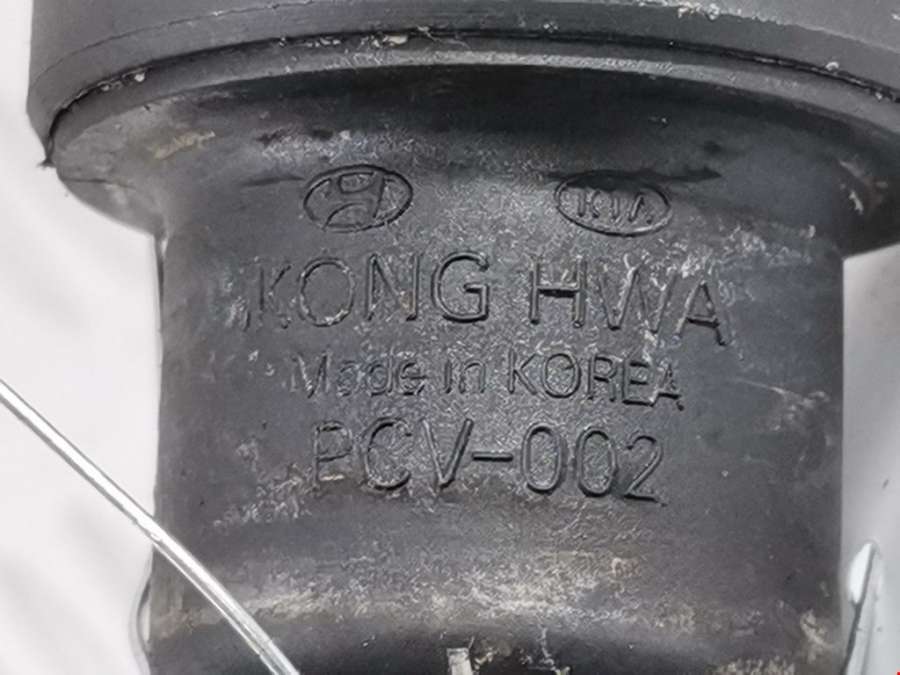 KIA
KONG HWA
Made in KOREA
PCV-002